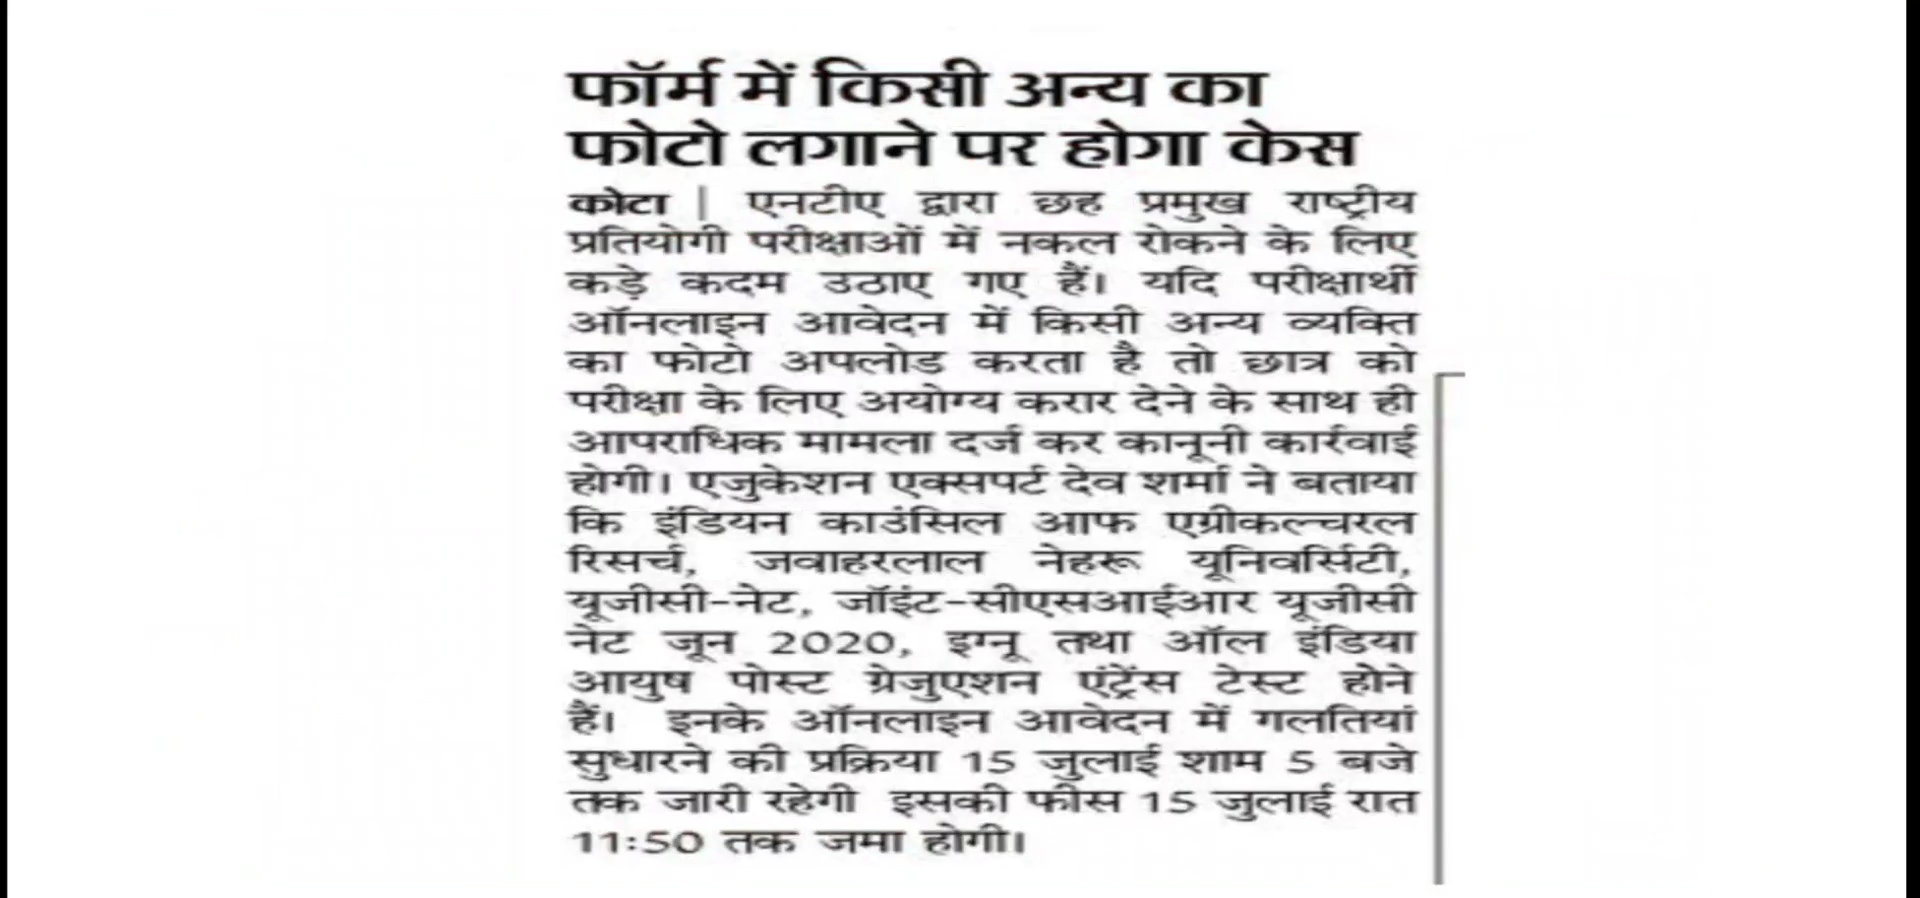 फॉर्म में किसी अन्य का
फोटो लगाने पर होगा केस
कोटा | एनटीए द्वारा छह प्रमुख राष्ट्रीय
प्रतियोगी परीक्षाओं में नकल रोकने के लिए
कड़े कदम उठाए गए हैं। यदि परीक्षार्थी
ऑनलाइन आवेदन में किसी अन्य व्यक्ति
का फोटो अपलोड करता है तो छात्र को
परीक्षा के लिए अयोग्य करार देने के साथ ही
आपराधिक मामला दर्ज कर कानूनी कार्रवाई
होगी। एजुकेशन एक्सपर्ट देव शर्मा ने बताया
कि इंडियन काउंसिल आफ एग्रीकल्चरल
रिसर्च, जवाहरलाल नेहरू यूनिवर्सिटी,
यूजीसी-नेट, जॉइंट-सीएसआईआर यूजीसी
नेट जून 2020, इग्नू तथा ऑल इंडिया
आयुष पोस्ट ग्रेजुएशन एंट्रेंस टेस्ट होने
हैं। इनके ऑनलाइन आवेदन में गलतियां
सुधारने की प्रक्रिया 15 जुलाई शाम 5 बजे
तक जारी रहेगी इसकी फीस 15 जुलाई रात
11:50 तक जमा होगी।